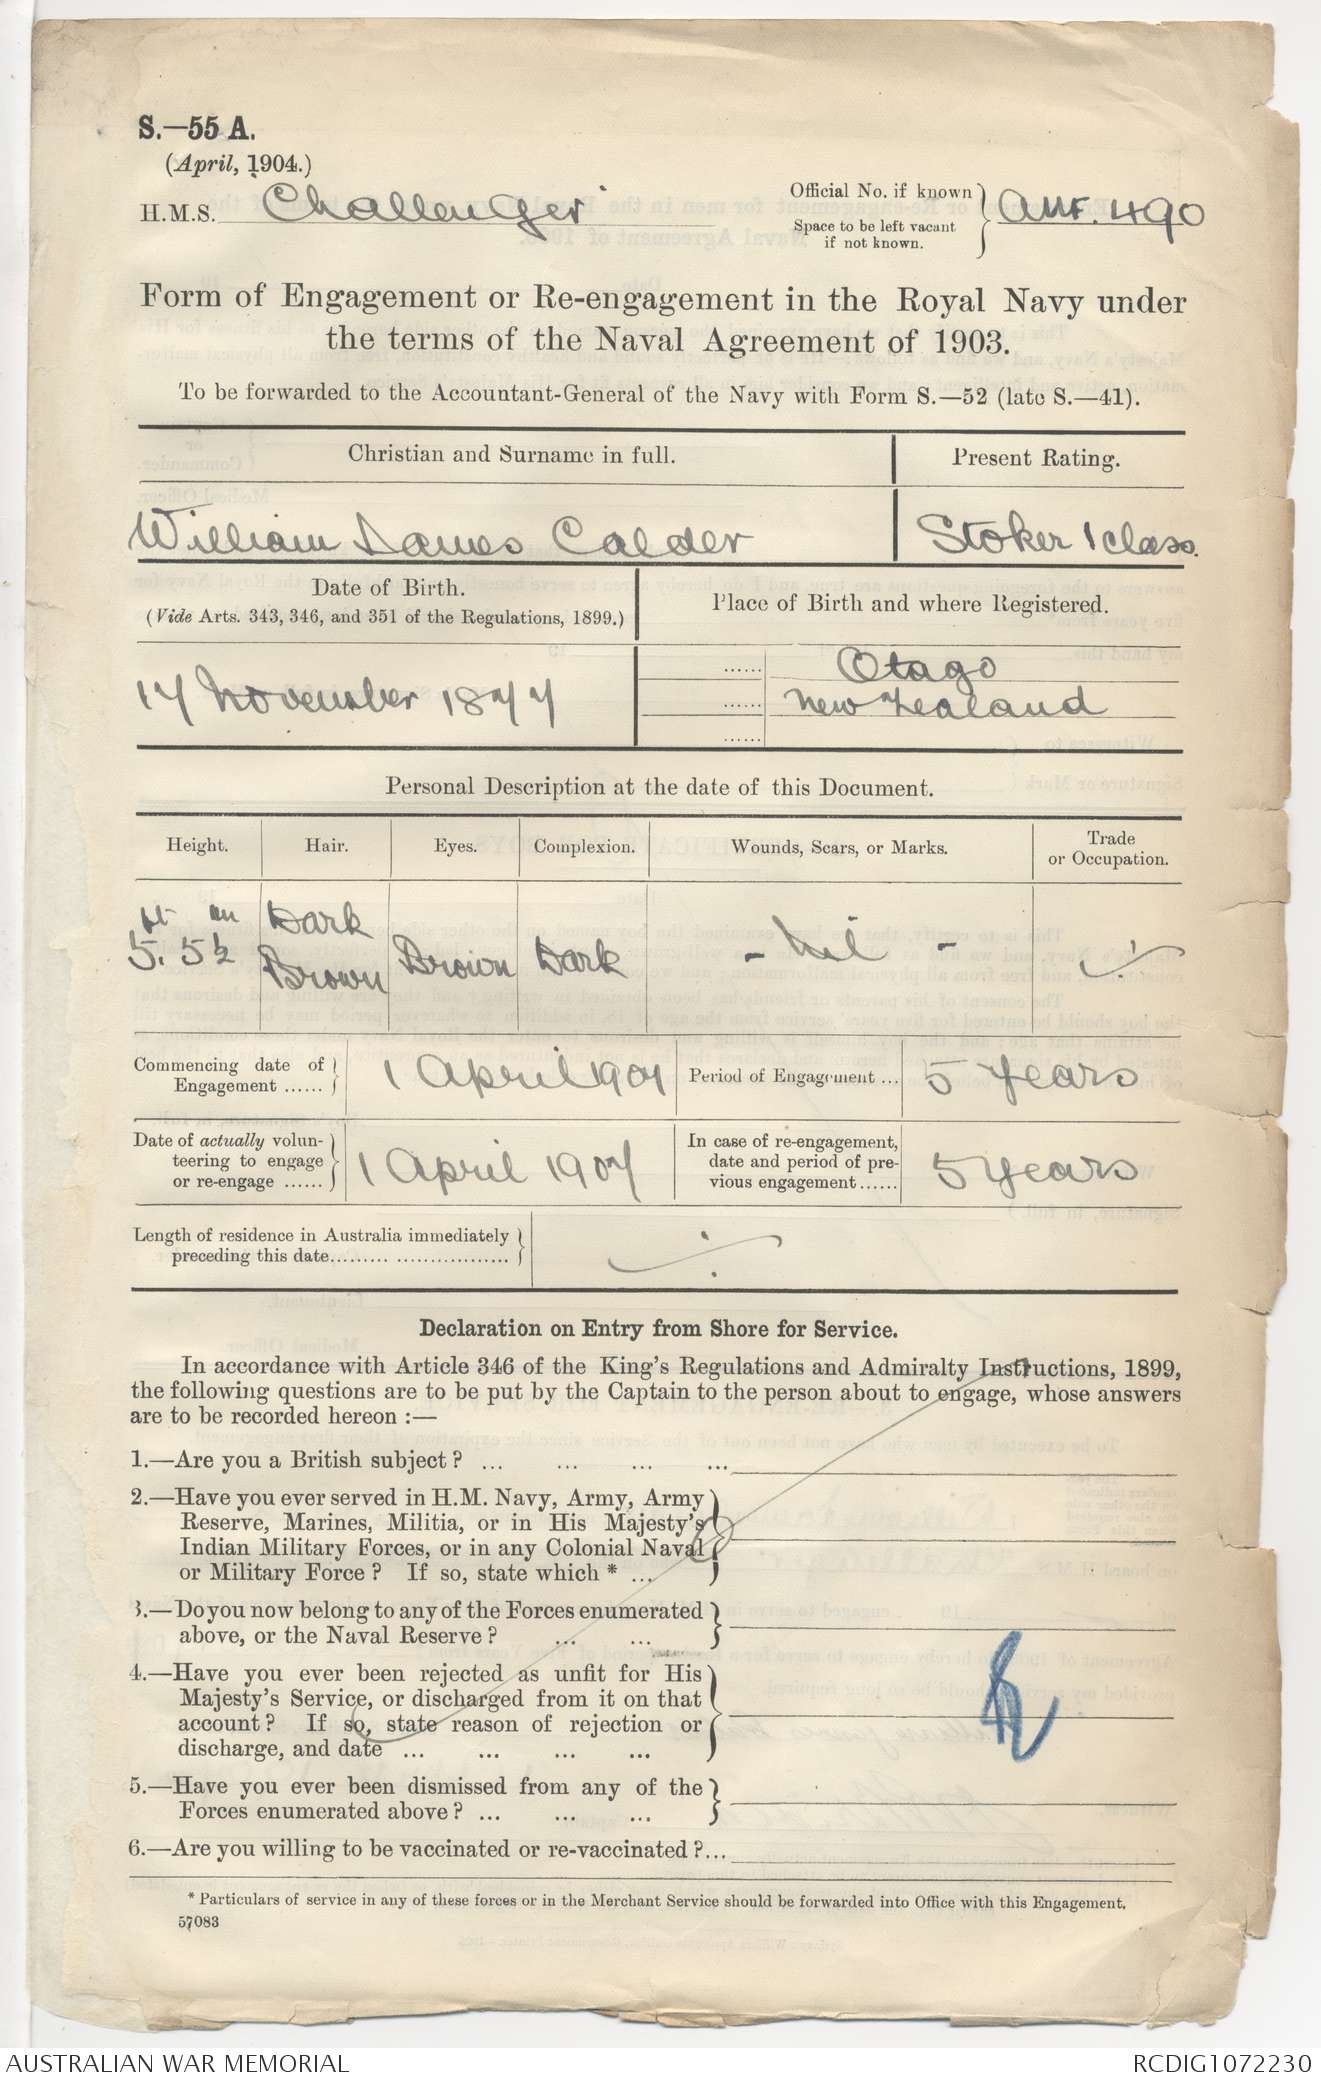 S.—55 A.
(April, 1904.)
H.M.S. Challenger
Official No. if known
Space to be left vacant
if not known.
ANF. 490
Form of Engagement or Re-engagement in the Royal Navy under
the terms of the Naval Agreement of 1903.
To be forwarded to the Accountant-General of the Navy with Form S.—52 (late S.—41).
Christian and Surname in full. Present Rating.
William James Calder Stoker 1 class.
Date of Birth.
(Vide Arts. 343, 346, and 351 of the Regulations, 1899.)
Place of Birth and where Registered.
17 November 1877
...... Otago
...... New Zealand
......
Personal Description at the date of this Document.
Height. Hair. Eyes. Complexion. Wounds, Scars, or Marks. Trade
or Occupation.
ft in
5. 5½ Dark
Brown Brown Dark - Nil -
Commencing date of
Engagement ......
1 April 1907
Period of Engagement ... 5 Years
Date of actually volun-
teering to engage
or re-engage ......
1 April 1907
In case of re-engagement,
date and period of pre-
vious engagement......
5 Years
Length of residence in Australia immediately
preceding this date......... ..................
Declaration on Entry from Shore for Service.
In accordance with Article 346 of the King's Regulations and Admiralty Instructions, 1899,
the following questions are to be put by the Captain to the person about to engage, whose answers
are to be recorded hereon :—
1.—Are you a British subject? ... ... ... ...
2.—Have you ever served in H.M. Navy, Army, Army
Reserve, Marines, Militia, or in His Majesty's
Indian Military Forces, or in any Colonial Naval
or Military Force? If so, state which * ...
3.—Do you now belong to any of the Forces enumerated
above, or the Naval Reserve? ... ...
4.—Have you ever been rejected as unfit for His
Majesty's Service, or discharged from it on that
account? If so, state reason of rejection or
discharge, and date ... ... ... ...
5.—Have you ever been dismissed from any of the
Forces enumerated above? ... ... ...
6.—Are you willing to be vaccinated or re-vaccinated?...
* Particulars of service in any of these forces or in the Merchant Service should be forwarded into Office with this Engagement.
57083
AUSTRALIAN WAR MEMORIAL RCDIG1072230